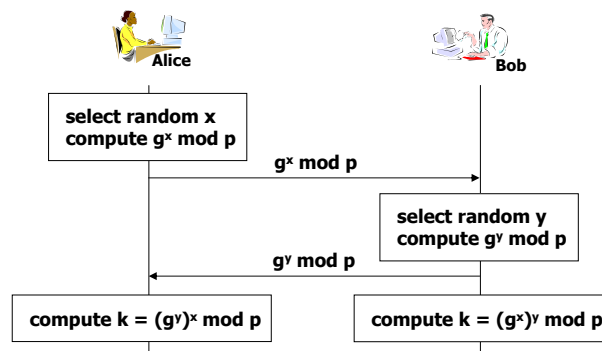 Alice
Bob
select random x
compute gˣ mod p
gˣ mod p
select random y
compute gʸ mod p
gʸ mod p
compute k = (gʸ)ˣ mod p
compute k = (gˣ)ʸ mod p